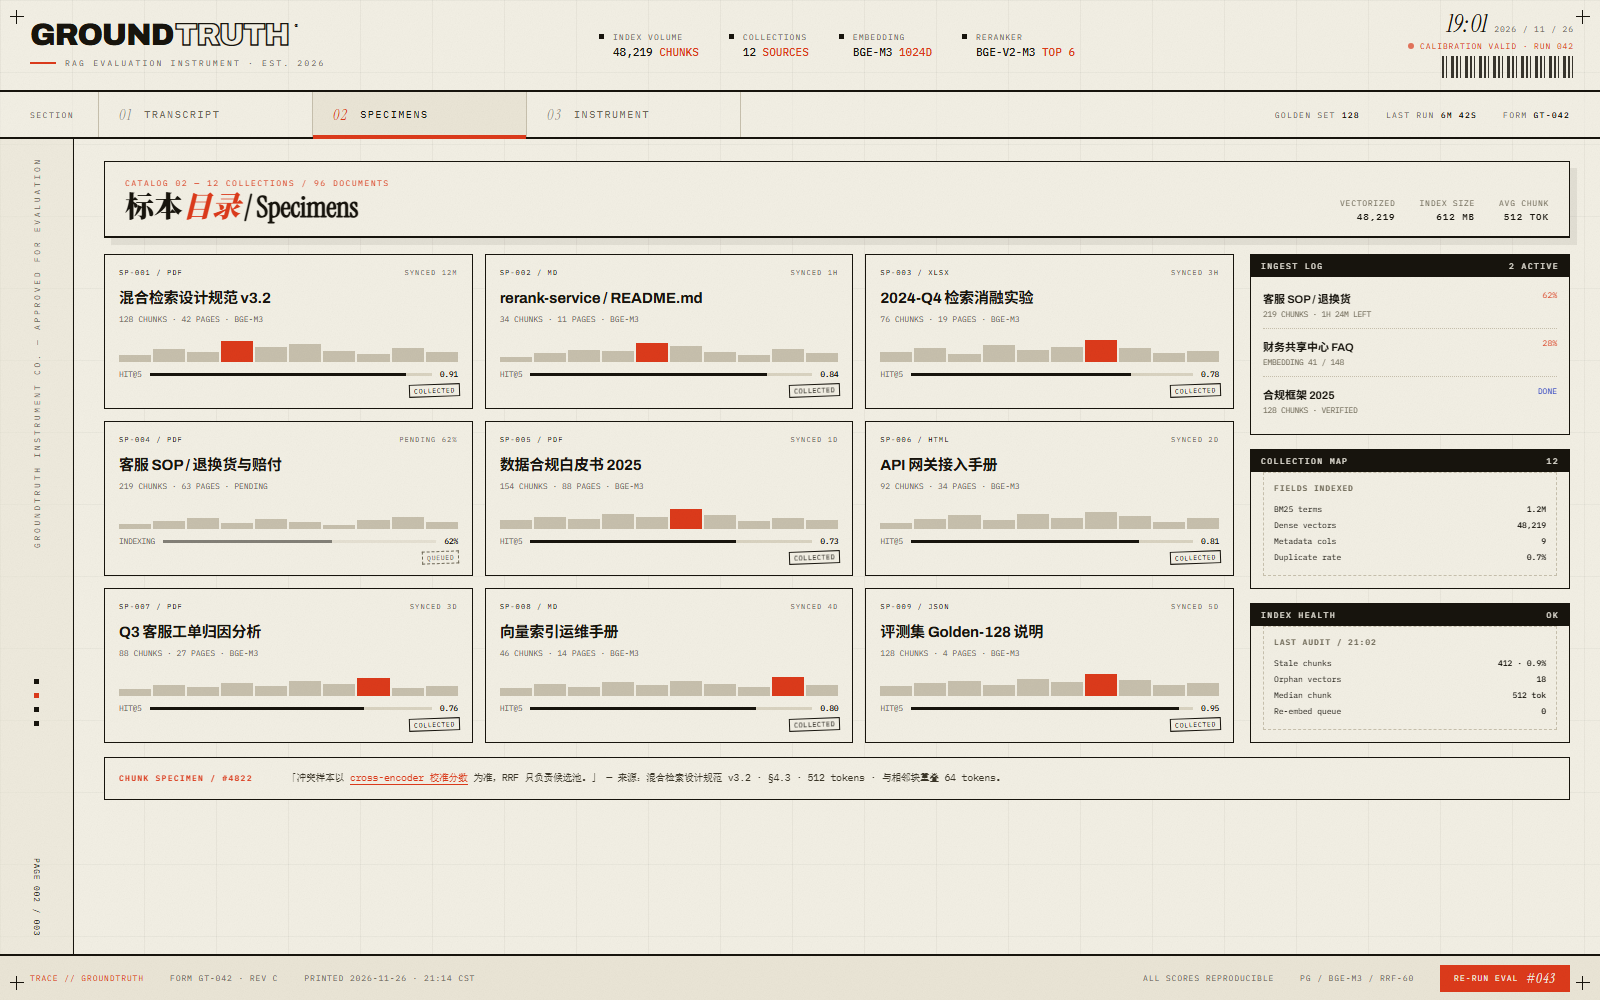 GROUNDTRUTH
RAG EVALUATION INSTRUMENT · EST. 2026
INDEX VOLUME
48,219 CHUNKS
COLLECTIONS
12 SOURCES
EMBEDDING
BGE-M3 1024D
RERANKER
BGE-V2-M3 TOP 6
19:01 2026 / 11 / 26
CALIBRATION VALID · RUN 042
SECTION
01 TRANSCRIPT
02 SPECIMENS
03 INSTRUMENT
GOLDEN SET 128
LAST RUN 6M 42S
FORM GT-042
GROUNDTRUTH INSTRUMENT CO. — APPROVED FOR EVALUATION
PAGE 002 / 003
CATALOG 02 — 12 COLLECTIONS / 96 DOCUMENTS
标本目录/Specimens
VECTORIZED
48,219
INDEX SIZE
612 MB
AVG CHUNK
512 TOK
SP-001 / PDF
SYNCED 12M
混合检索设计规范 v3.2
128 CHUNKS · 42 PAGES · BGE-M3
HIT@5 0.91
COLLECTED
SP-002 / MD
SYNCED 1H
rerank-service / README.md
34 CHUNKS · 11 PAGES · BGE-M3
HIT@5 0.84
COLLECTED
SP-003 / XLSX
SYNCED 3H
2024-Q4 检索消融实验
76 CHUNKS · 19 PAGES · BGE-M3
HIT@5 0.78
COLLECTED
SP-004 / PDF
PENDING 62%
客服 SOP / 退换货与赔付
219 CHUNKS · 63 PAGES · PENDING
INDEXING 62%
QUEUED
SP-005 / PDF
SYNCED 1D
数据合规白皮书 2025
154 CHUNKS · 88 PAGES · BGE-M3
HIT@5 0.73
COLLECTED
SP-006 / HTML
SYNCED 2D
API 网关接入手册
92 CHUNKS · 34 PAGES · BGE-M3
HIT@5 0.81
COLLECTED
SP-007 / PDF
SYNCED 3D
Q3 客服工单归因分析
88 CHUNKS · 27 PAGES · BGE-M3
HIT@5 0.76
COLLECTED
SP-008 / MD
SYNCED 4D
向量索引运维手册
46 CHUNKS · 14 PAGES · BGE-M3
HIT@5 0.80
COLLECTED
SP-009 / JSON
SYNCED 5D
评测集 Golden-128 说明
128 CHUNKS · 4 PAGES · BGE-M3
HIT@5 0.95
COLLECTED
INGEST LOG 2 ACTIVE
客服 SOP / 退换货 62%
219 CHUNKS · 1H 24M LEFT
财务共享中心 FAQ 28%
EMBEDDING 41 / 148
合规框架 2025 DONE
128 CHUNKS · VERIFIED
COLLECTION MAP 12
FIELDS INDEXED
BM25 terms 1.2M
Dense vectors 48,219
Metadata cols 9
Duplicate rate 0.7%
INDEX HEALTH OK
LAST AUDIT / 21:02
Stale chunks 412 · 0.9%
Orphan vectors 18
Median chunk 512 tok
Re-embed queue 0
CHUNK SPECIMEN / #4822
「冲突样本以 cross-encoder 校准分数 为准，RRF 只负责候选池。」 — 来源：混合检索设计规范 v3.2 · §4.3 · 512 tokens · 与相邻块重叠 64 tokens。
TRACE // GROUNDTRUTH
FORM GT-042 · REV C
PRINTED 2026-11-26 · 21:14 CST
ALL SCORES REPRODUCIBLE
PG / BGE-M3 / RRF-60
RE-RUN EVAL #043